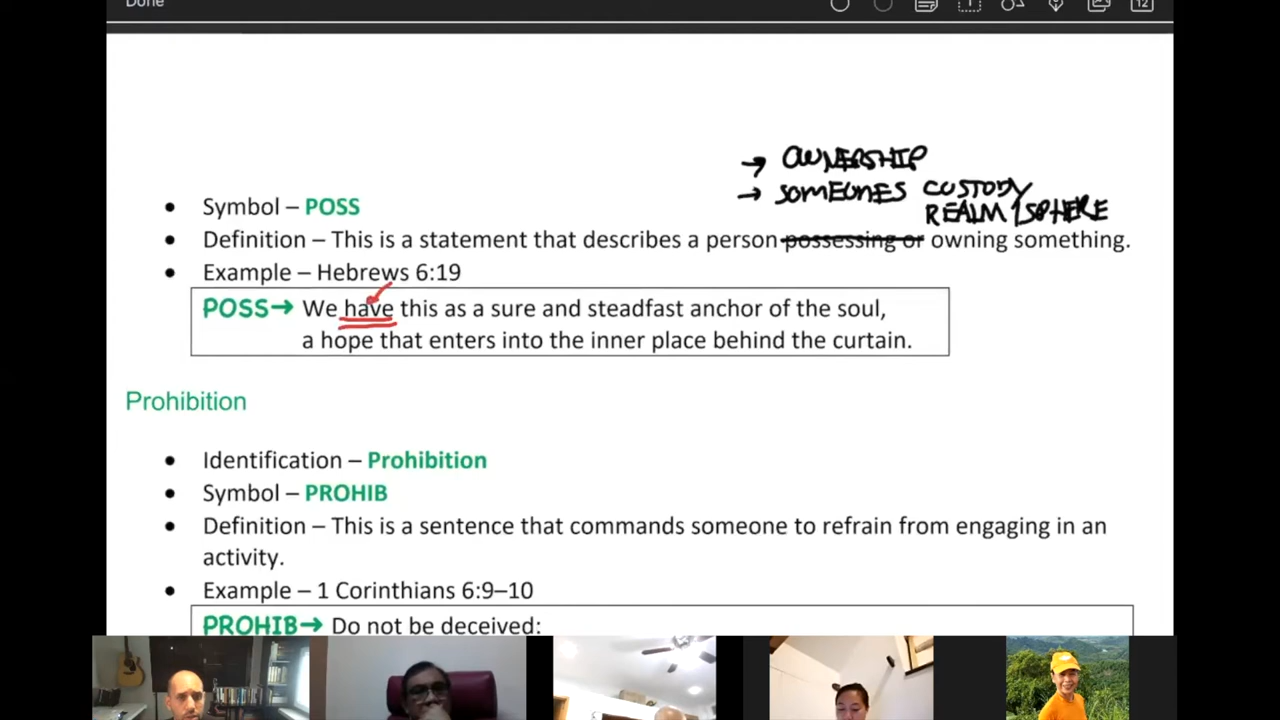 Done
12
→ OWNERSHIP
→ SOMEONES CUSTODY
REALM / SPHERE
• Symbol – POSS
• Definition – This is a statement that describes a person possessing or owning something.
• Example – Hebrews 6:19
POSS→ We have this as a sure and steadfast anchor of the soul,
a hope that enters into the inner place behind the curtain.
Prohibition
• Identification – Prohibition
• Symbol – PROHIB
• Definition – This is a sentence that commands someone to refrain from engaging in an
activity.
• Example – 1 Corinthians 6:9–10
PROHIB→ Do not be deceived: